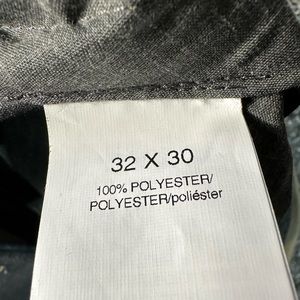 32 X 30
100% POLYESTER/
POLYESTER/poliéster